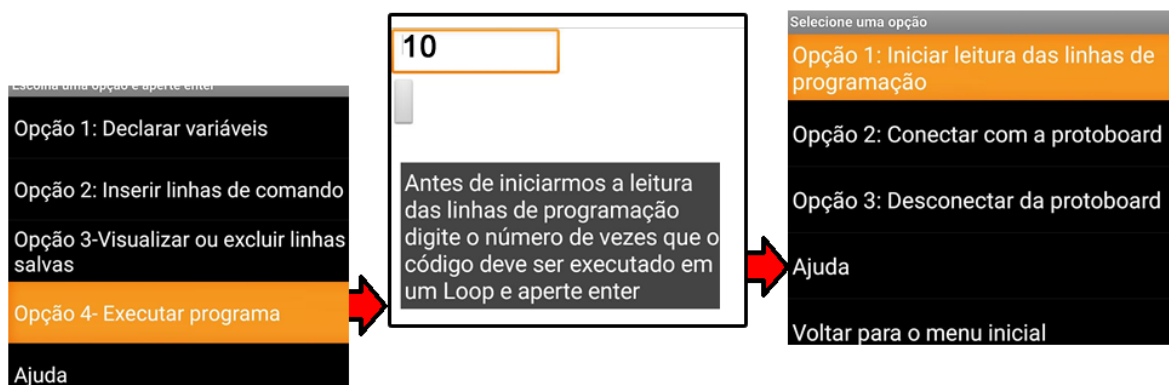 Escolha uma opção e aperte enter
Opção 1: Declarar variáveis
Opção 2: Inserir linhas de comando
Opção 3-Visualizar ou excluir linhas
salvas
Opção 4- Executar programa
Ajuda
10
Antes de iniciarmos a leitura
das linhas de programação
digite o número de vezes que o
código deve ser executado em
um Loop e aperte enter
Selecione uma opção
Opção 1: Iniciar leitura das linhas de
programação
Opção 2: Conectar com a protoboard
Opção 3: Desconectar da protoboard
Ajuda
Voltar para o menu inicial